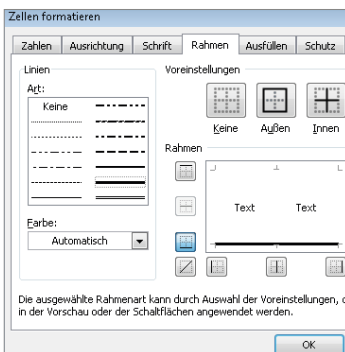 Zellen formatieren
Zahlen Ausrichtung Schrift Rahmen Ausfüllen Schutz
Linien
Art:
Keine
Farbe:
Automatisch
Voreinstellungen
Keine Außen Innen
Rahmen
Text Text
Die ausgewählte Rahmenart kann durch Auswahl der Voreinstellungen,
in der Vorschau oder der Schaltflächen angewendet werden.
OK